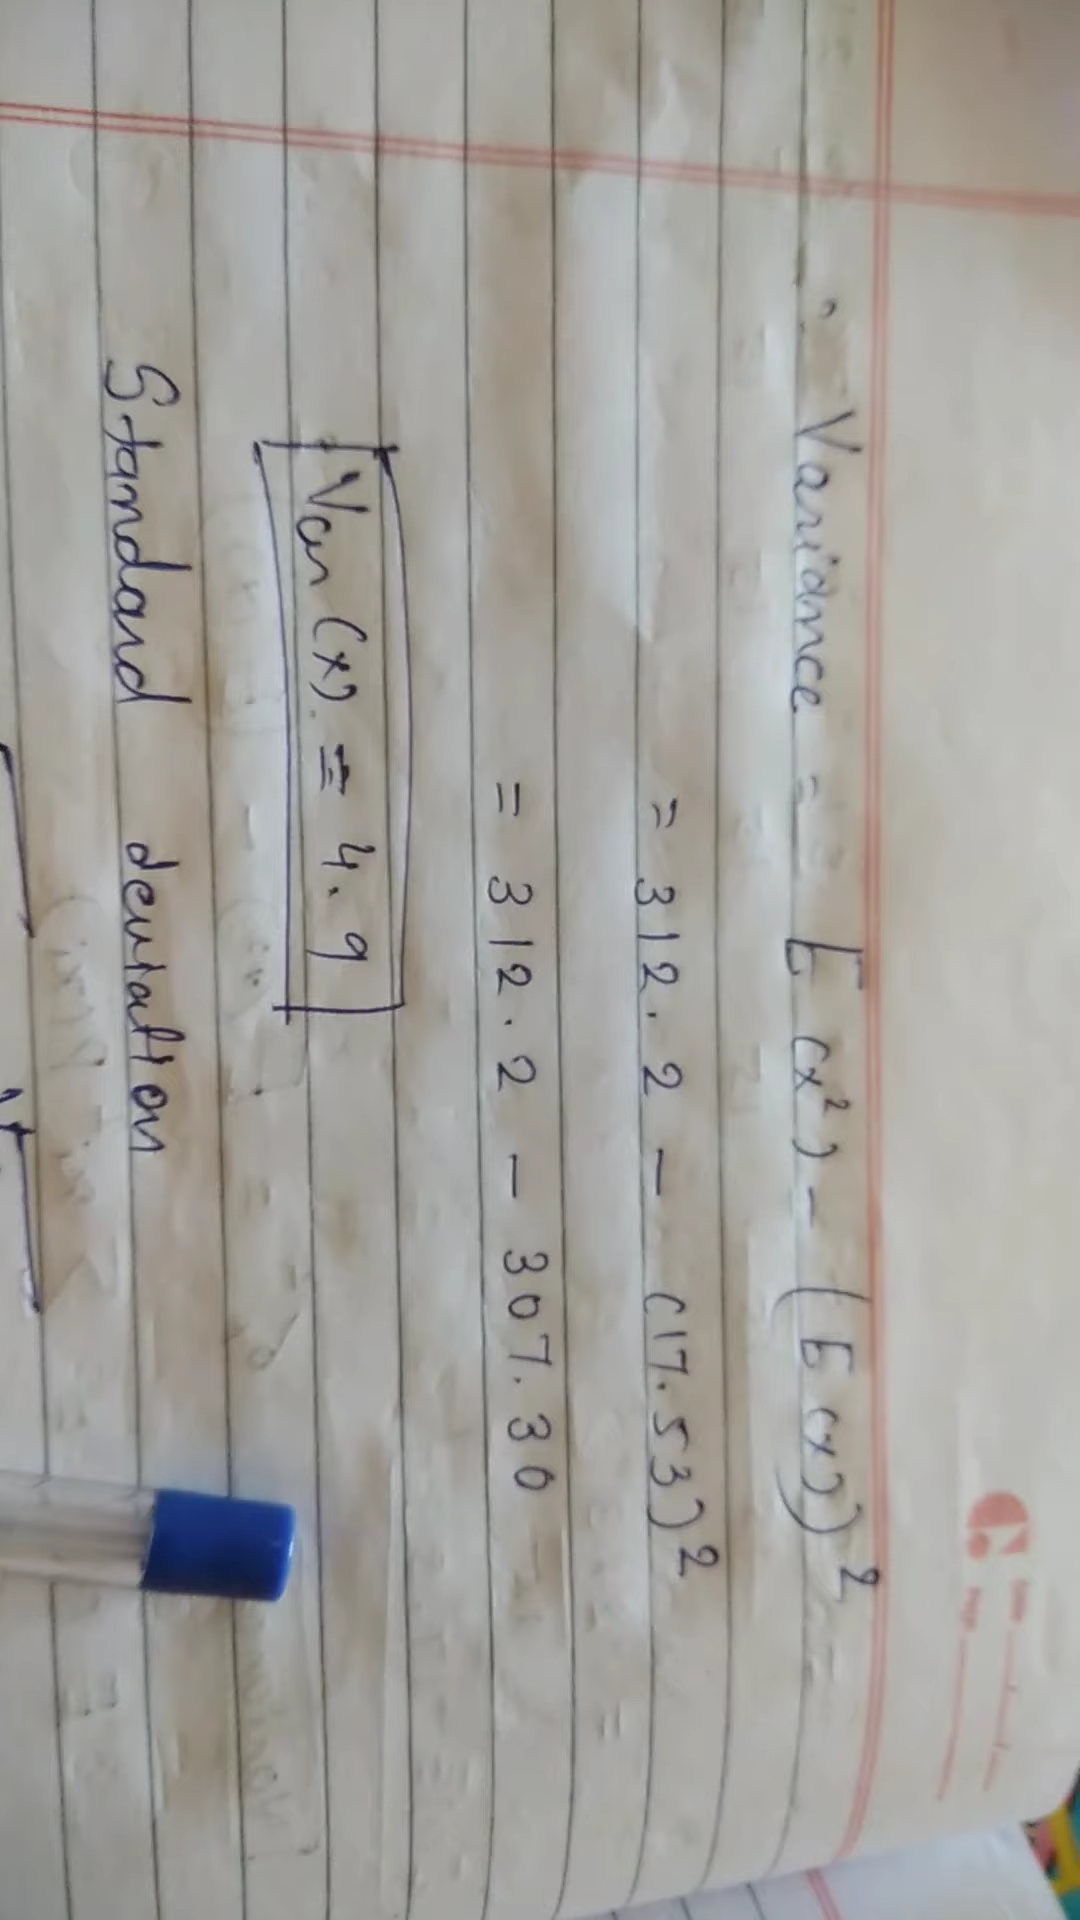 Variance = E (x²) - (E (x))²
= 312.2 - (17.53)²
= 312.2 - 307.30
Var (x) = 4.9
Standard deviation